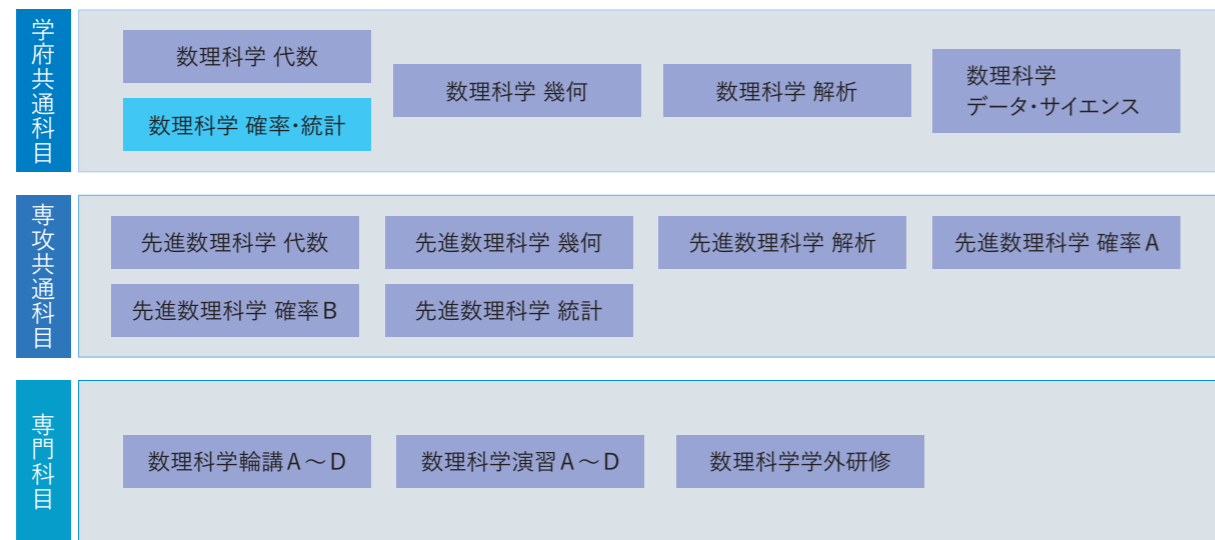 学府共通科目
数理科学 代数
数理科学 確率・統計
数理科学 幾何
数理科学 解析
数理科学
データ・サイエンス
専攻共通科目
先進数理科学 代数
先進数理科学 幾何
先進数理科学 解析
先進数理科学 確率A
先進数理科学 確率B
先進数理科学 統計
専門科目
数理科学輪講A～D
数理科学演習A～D
数理科学学外研修